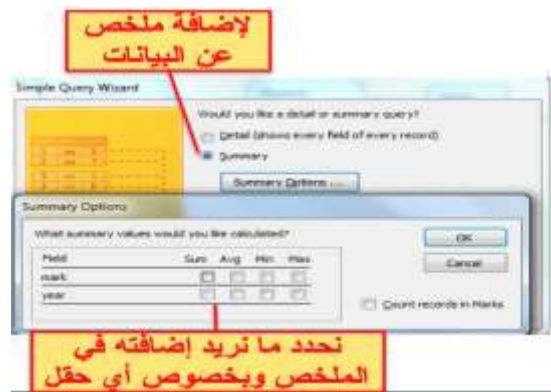 لإضافة ملخص
عن البيانات
Simple Query Wizard
Would you like a detail or summary query?
Detail (shows every field of every record)
Summary
Summary Options ...
Summary Options
What summary values would you like calculated?
OK
Cancel
Field Sum Avg Min Max
mark
year
Count records in Marks
نحدد ما نريد إضافته في
الملخص وبخصوص أي حقل